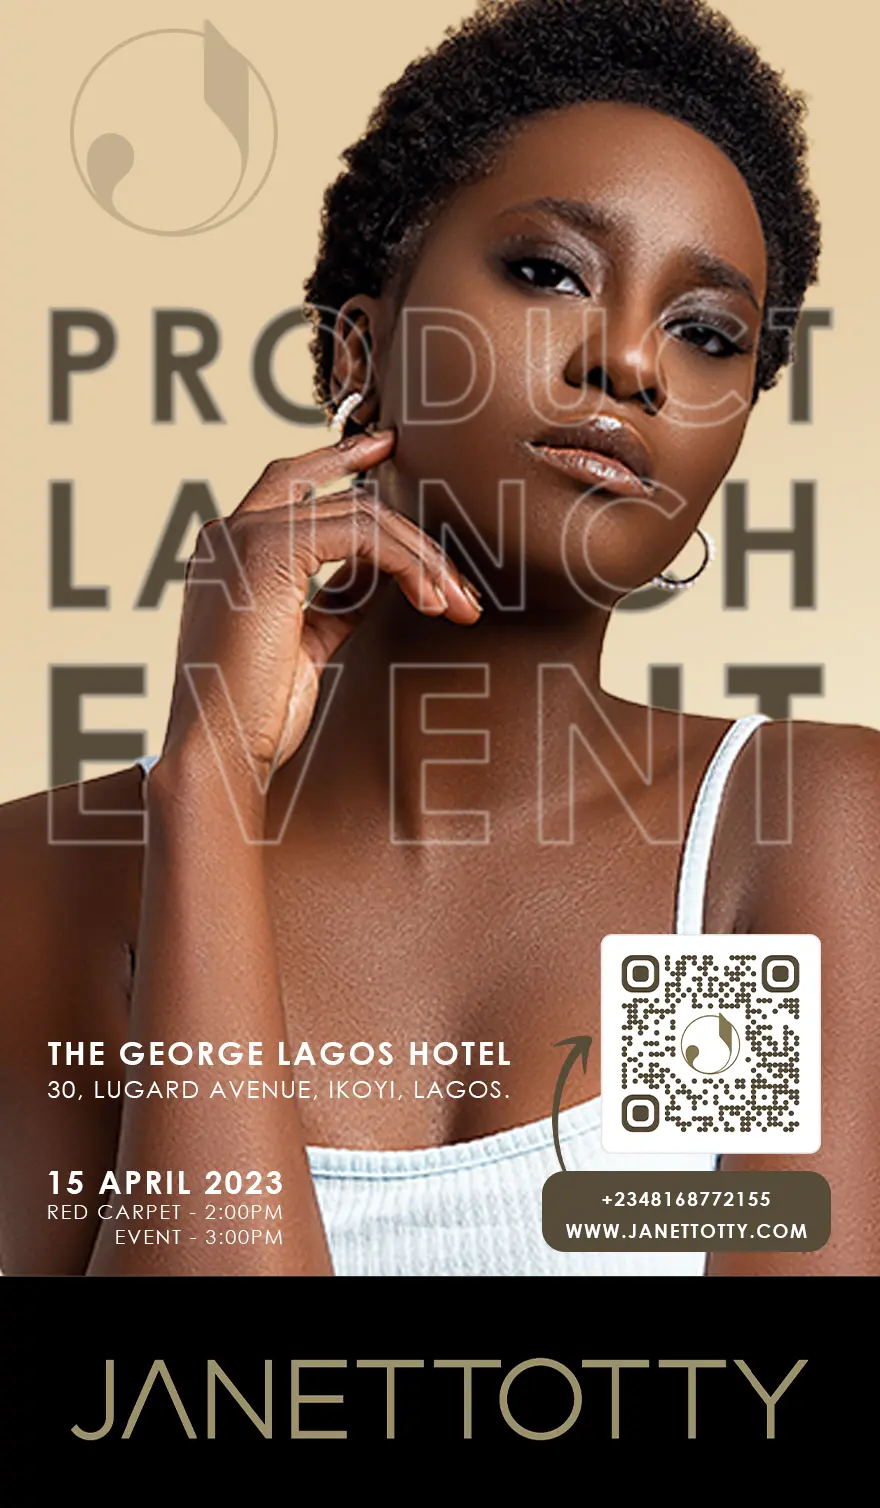 PRODUCT
LAUNCH
EVENT
THE GEORGE LAGOS HOTEL
30, LUGARD AVENUE, IKOYI, LAGOS.
15 APRIL 2023
RED CARPET - 2:00PM
EVENT - 3:00PM
+2348168772155
WWW.JANETTOTTY.COM
JANETTOTTY